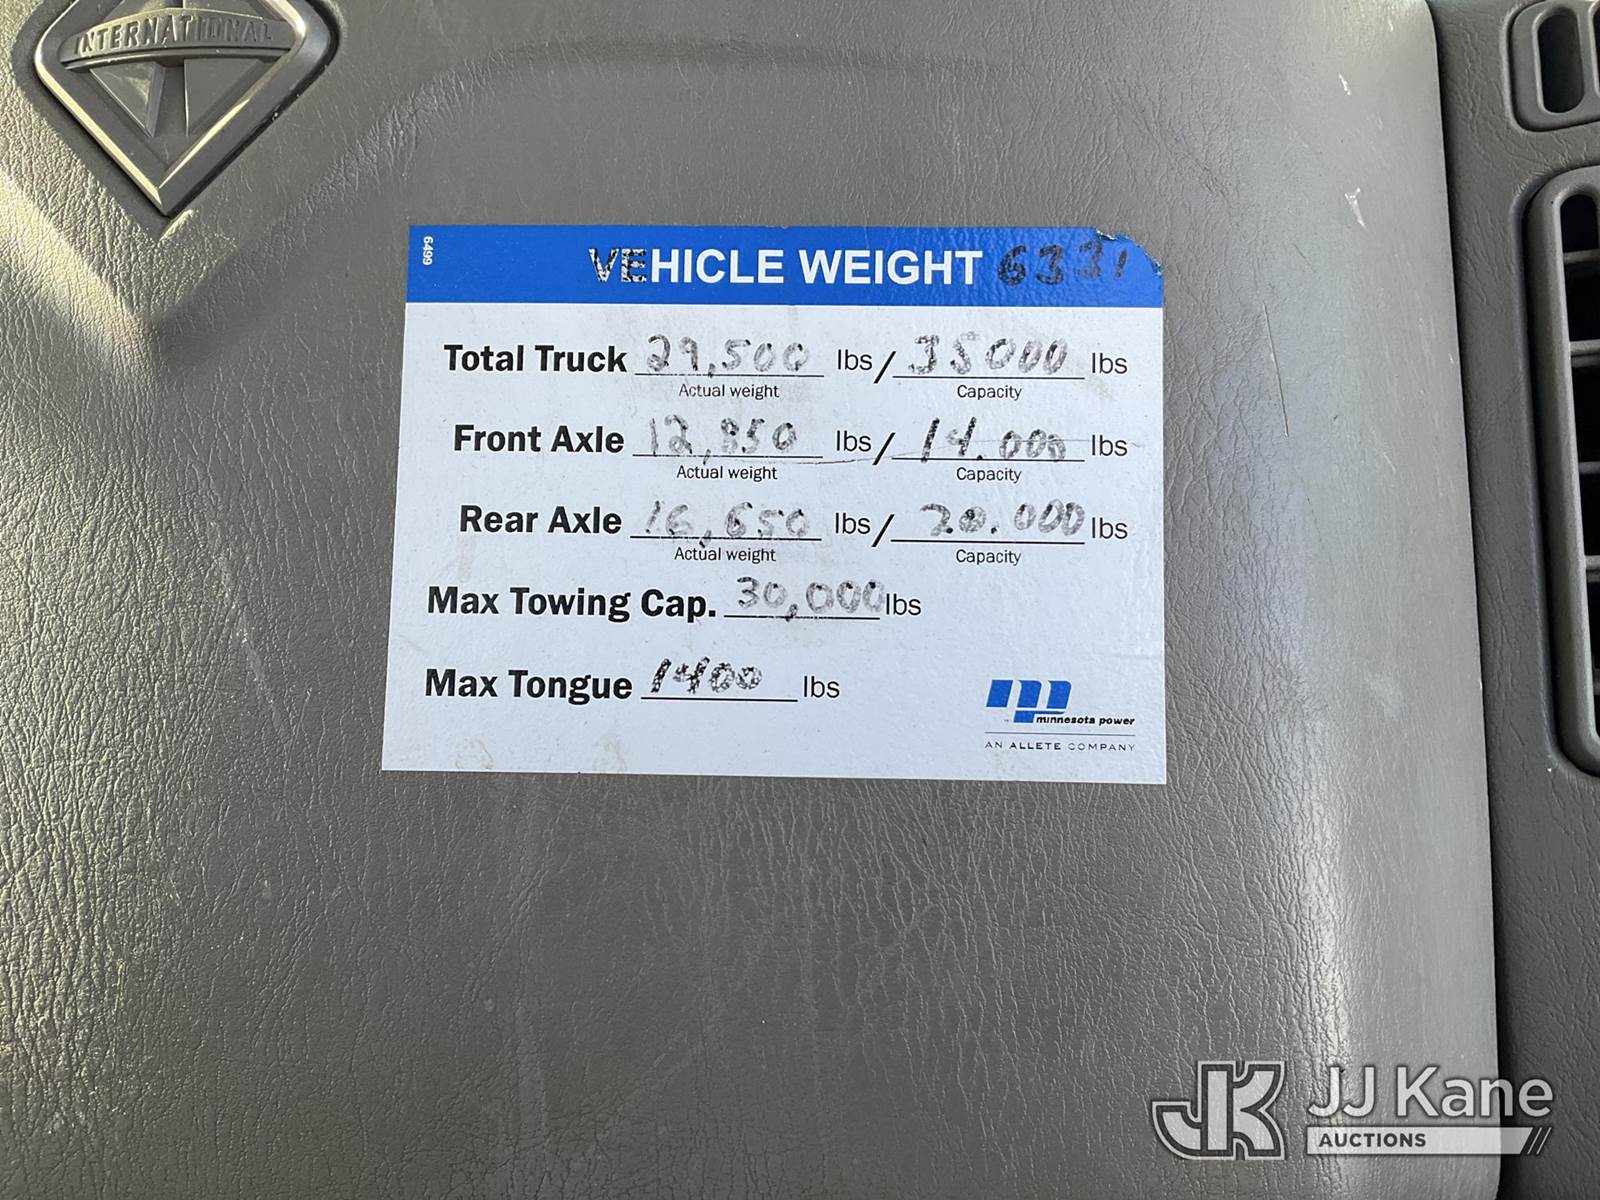 INTERNATIONAL
6499
VEHICLE WEIGHT 6331
Total Truck 29,500 lbs / 35000 lbs
Actual weight Capacity
Front Axle 12,850 lbs / 14.000 lbs
Actual weight Capacity
Rear Axle 16,650 lbs / 20.000 lbs
Actual weight Capacity
Max Towing Cap. 30,000 lbs
Max Tongue 1400 lbs
mp
minnesota power
AN ALLETE COMPANY
JK JJ Kane
AUCTIONS